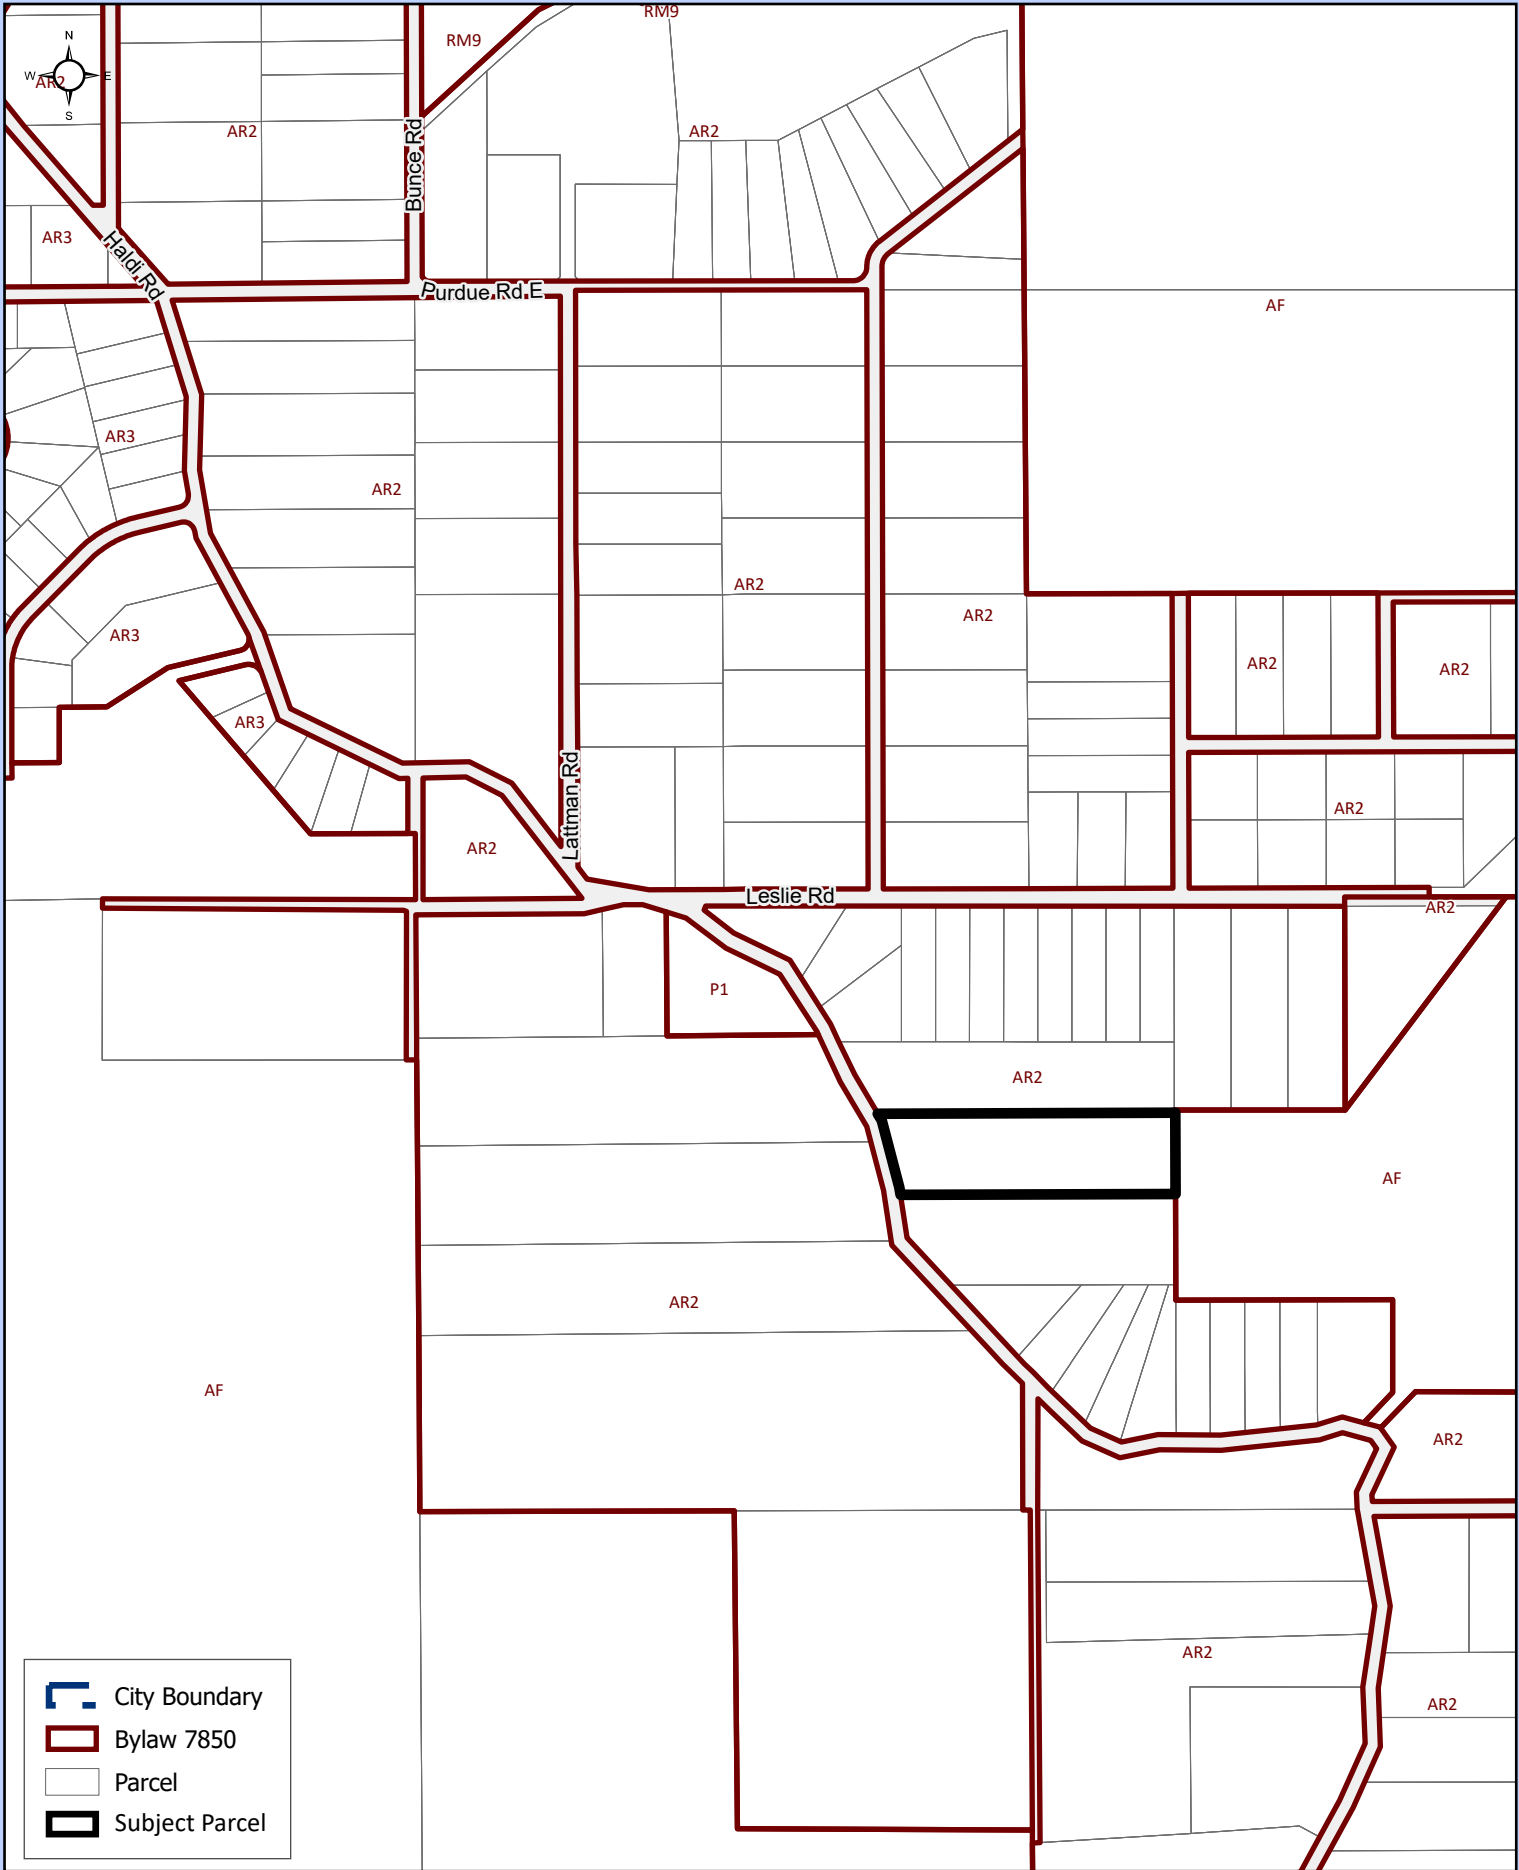 RM9
N
RM9
W
E
AR2
S
AR2
AR2
Bunce Rd
AR3
Haldi Rd
Purdue Rd E
AF
AR3
AR2
AR2
AR2
AR3
AR2
AR2
AR3
Lattman Rd
AR2
AR2
Leslie Rd
AR2
P1
AR2
AF
AR2
AF
AR2
AR2
AR2
City Boundary
Bylaw 7850
Parcel
Subject Parcel